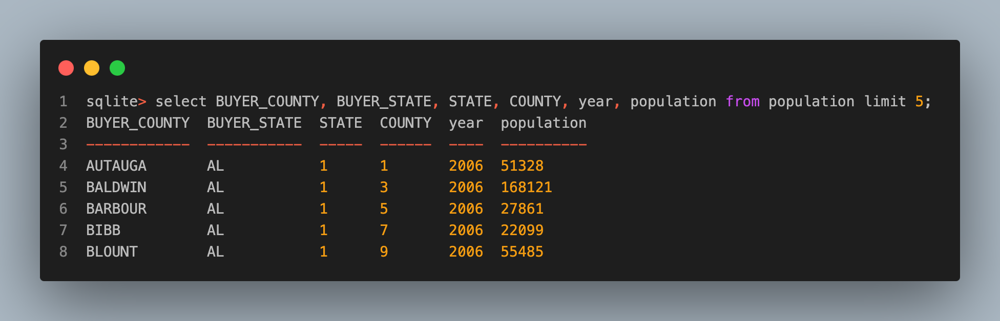 1 sqlite> select BUYER_COUNTY, BUYER_STATE, STATE, COUNTY, year, population from population limit 5;
2 BUYER_COUNTY  BUYER_STATE  STATE  COUNTY  year  population
3 ------------  -----------  -----  ------  ----  ----------
4 AUTAUGA       AL           1      1       2006  51328
5 BALDWIN       AL           1      3       2006  168121
6 BARBOUR       AL           1      5       2006  27861
7 BIBB          AL           1      7       2006  22099
8 BLOUNT        AL           1      9       2006  55485